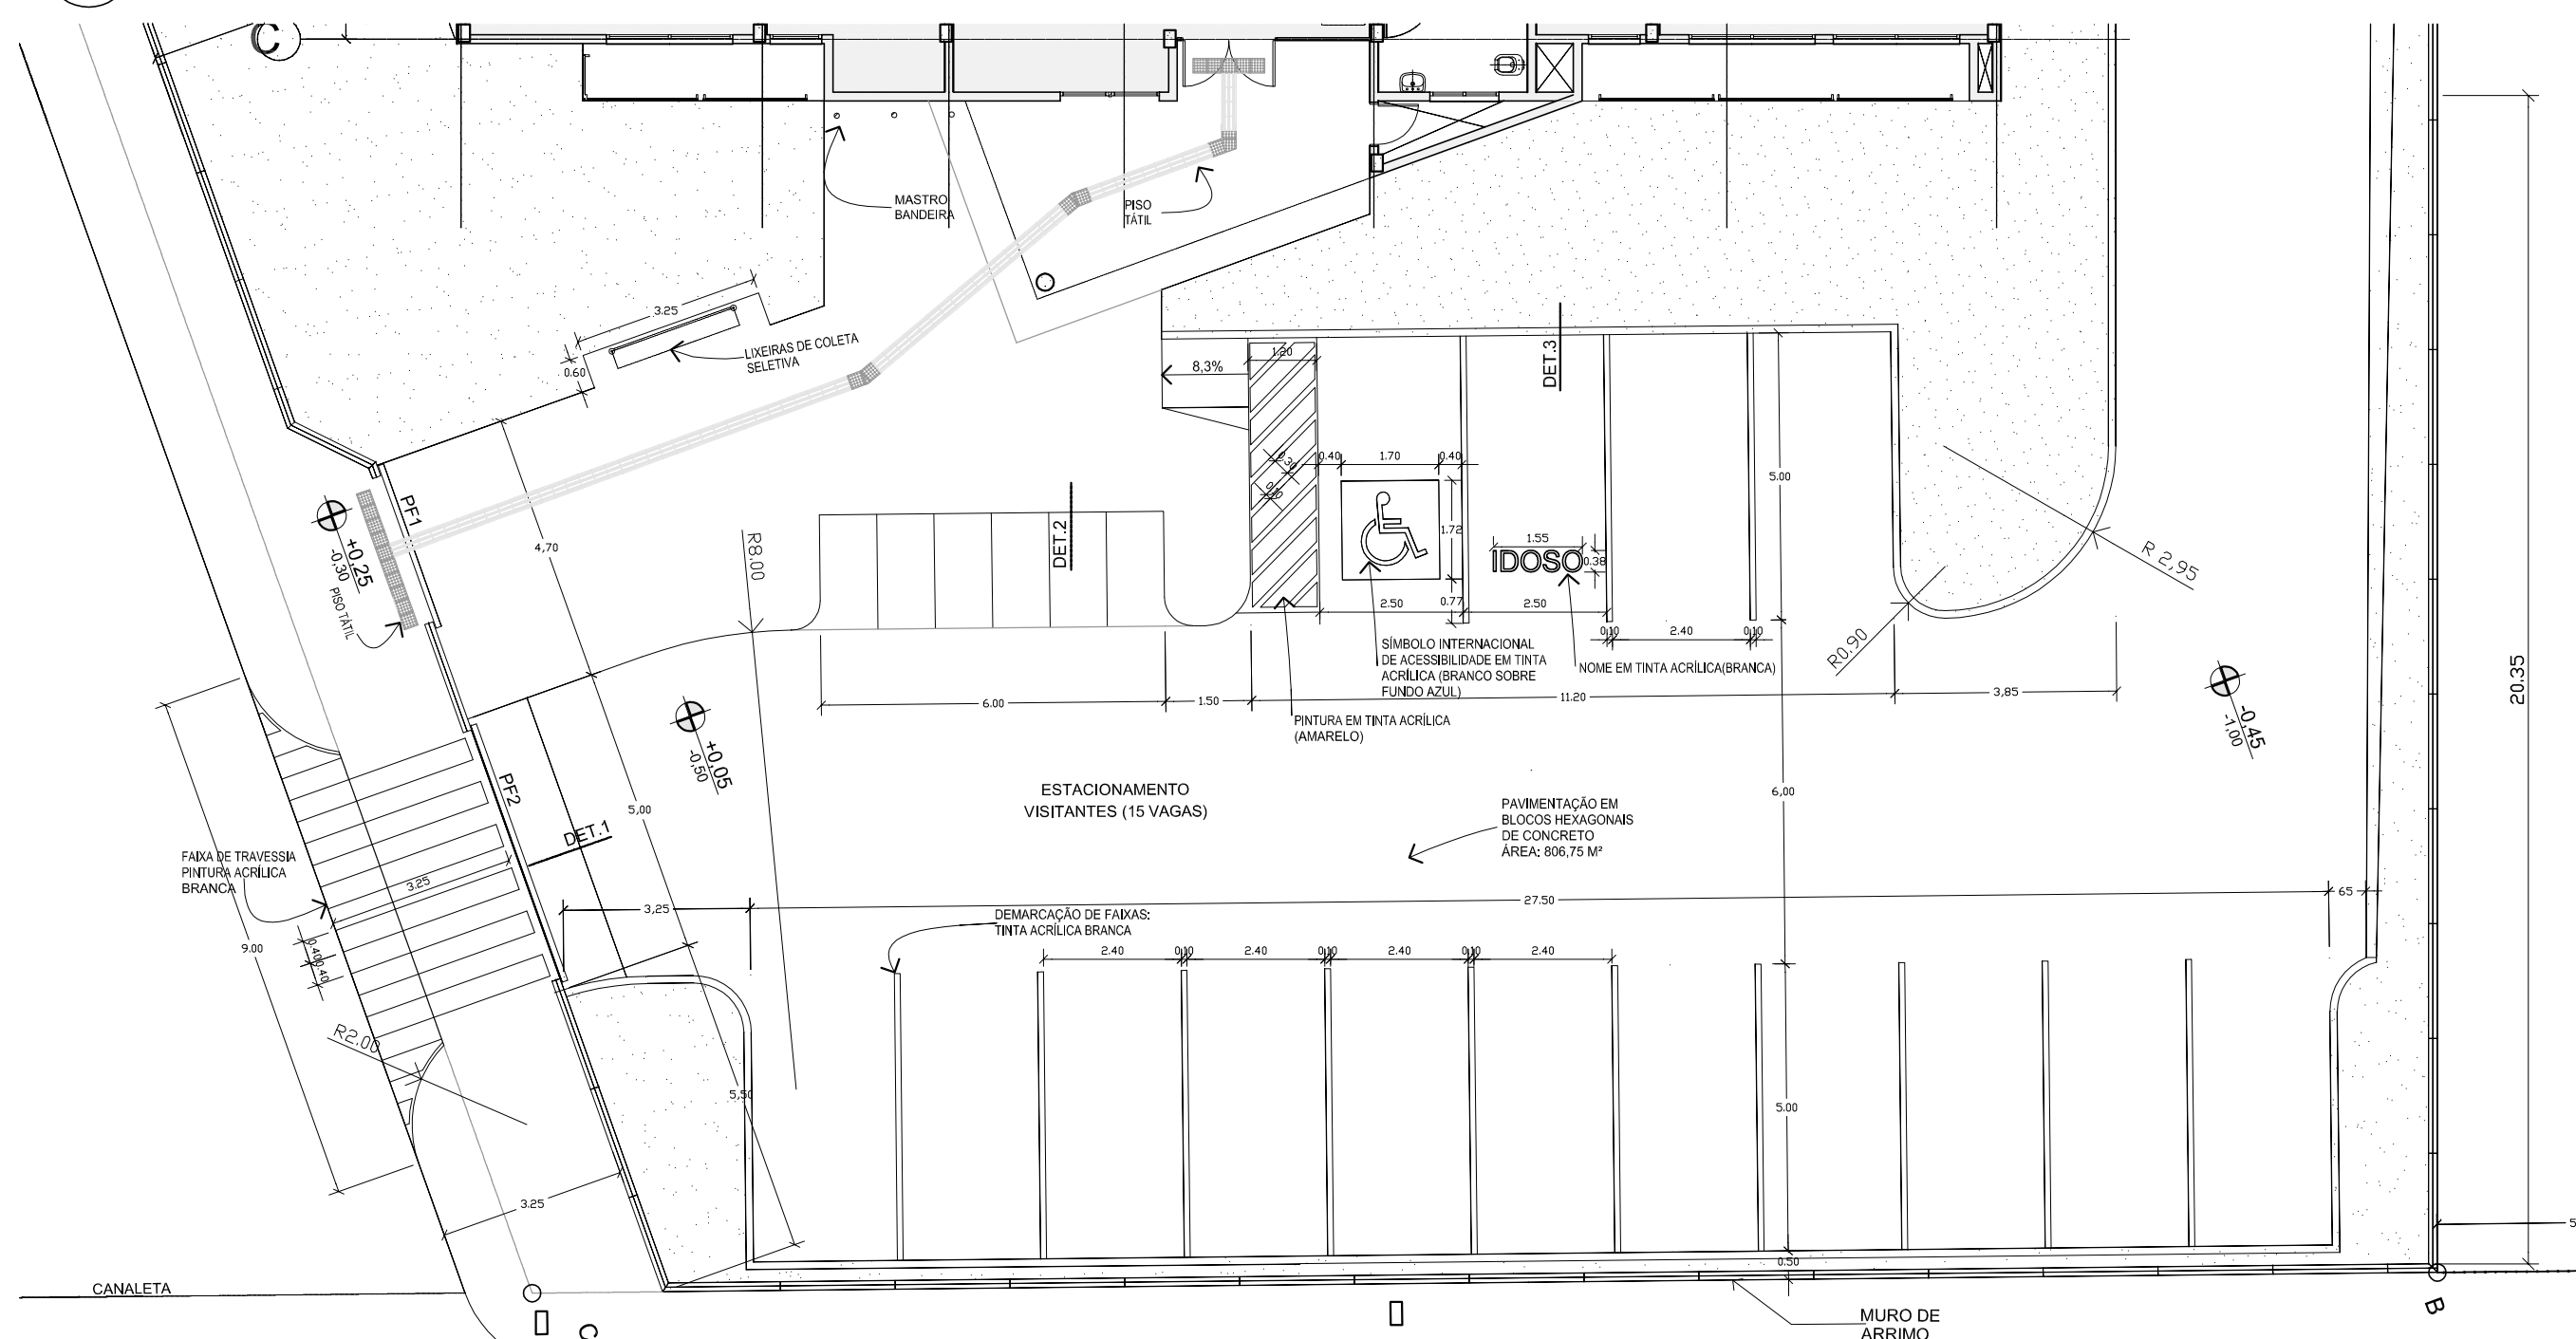 C
MASTRO
BANDEIRA
PISO
TÁTIL
3.25
LIXEIRAS DE COLETA
SELETIVA
0.60
8,3%
1.20
DET.3
5.00
20.35
PF1
+0,25
-0,30
PISO TÁTIL
4,70
R8.00
DET.2
0.30
0.10
0.40
1.70
0.40
1.72
0.77
1.55
IDOSO
0.38
2.50
2.50
0.10
2.40
0.10
R 2,95
R0.90
SÍMBOLO INTERNACIONAL
DE ACESSIBILIDADE EM TINTA
ACRÍLICA (BRANCO SOBRE
FUNDO AZUL)
NOME EM TINTA ACRÍLICA(BRANCA)
6.00
1.50
11.20
3,85
PINTURA EM TINTA ACRÍLICA
(AMARELO)
+0,05
-0,50
-0,45
-1,00
PF2
5,00
DET.1
ESTACIONAMENTO
VISITANTES (15 VAGAS)
6,00
PAVIMENTAÇÃO EM
BLOCOS HEXAGONAIS
DE CONCRETO
ÁREA: 806,75 M²
FAIXA DE TRAVESSIA
PINTURA ACRÍLICA
BRANCA
3.25
9.00
0.40
0.40
R2.00
3,25
27.50
65
DEMARCAÇÃO DE FAIXAS:
TINTA ACRÍLICA BRANCA
2.40
0.10
2.40
0.10
2.40
0.10
2.40
5,50
5.00
3.25
0.50
CANALETA
MURO DE
ARRIMO
B